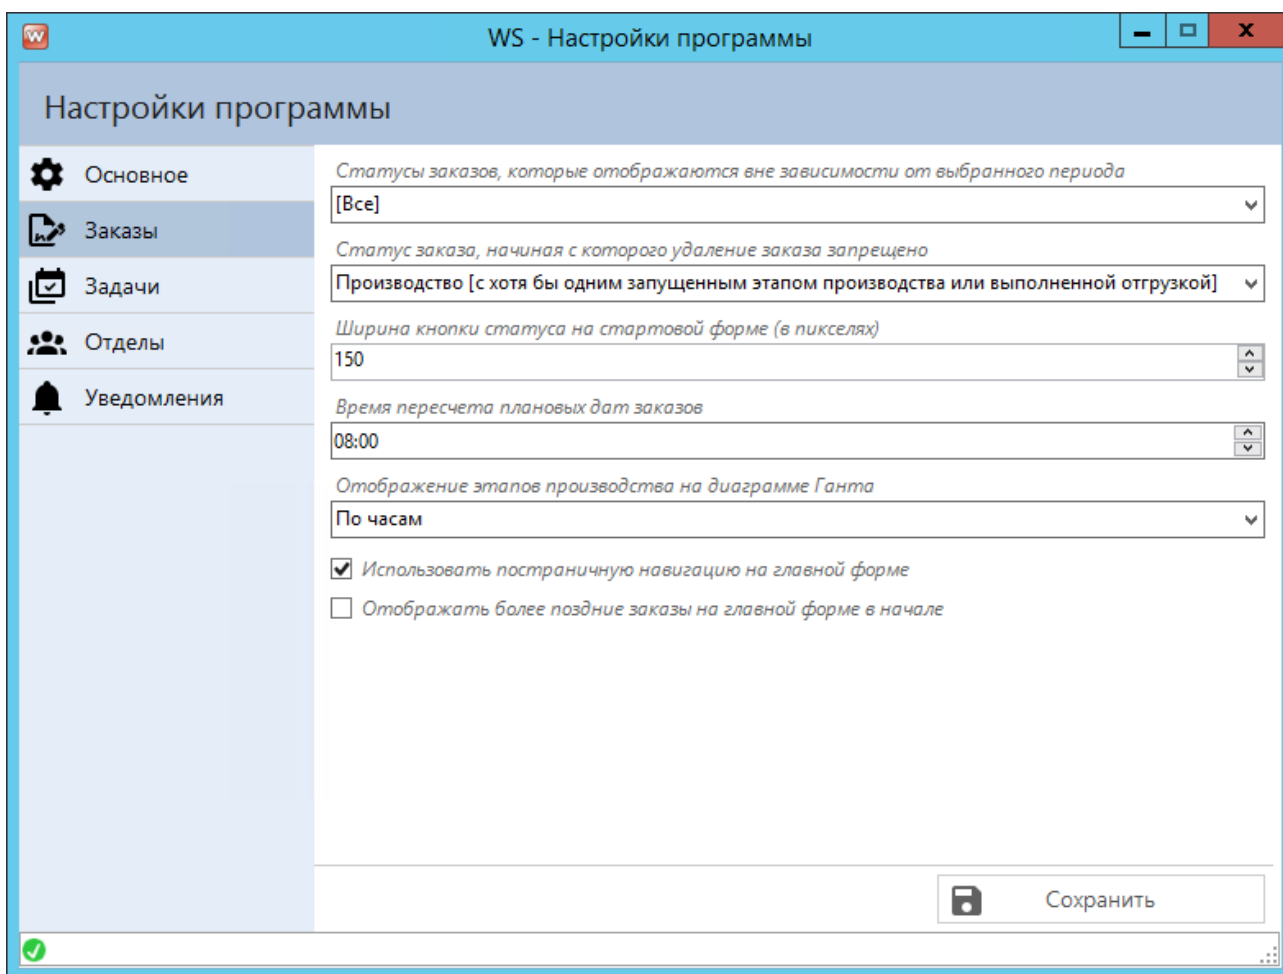 WS - Настройки программы
Настройки программы
Основное
Заказы
Задачи
Отделы
Уведомления
Статусы заказов, которые отображаются вне зависимости от выбранного периода
[Все]
Статус заказа, начиная с которого удаление заказа запрещено
Производство [с хотя бы одним запущенным этапом производства или выполненной отгрузкой]
Ширина кнопки статуса на стартовой форме (в пикселях)
150
Время пересчета плановых дат заказов
08:00
Отображение этапов производства на диаграмме Ганта
По часам
Использовать постраничную навигацию на главной форме
Отображать более поздние заказы на главной форме в начале
Сохранить